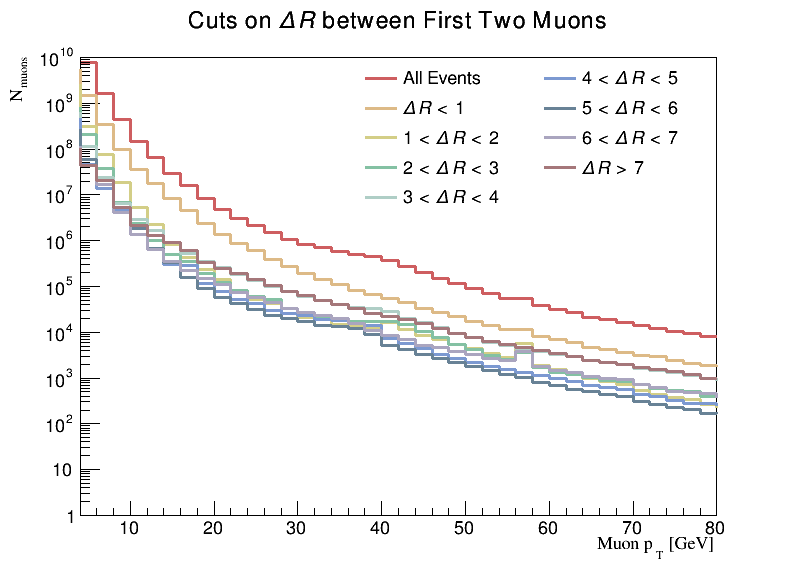 Cuts on ΔR between First Two Muons
N muons
10^10
10^9
10^8
10^7
10^6
10^5
10^4
10^3
10^2
10
1
All Events
ΔR < 1
1 < ΔR < 2
2 < ΔR < 3
3 < ΔR < 4
4 < ΔR < 5
5 < ΔR < 6
6 < ΔR < 7
ΔR > 7
10 20 30 40 50 60 70 80
Muon p_T [GeV]